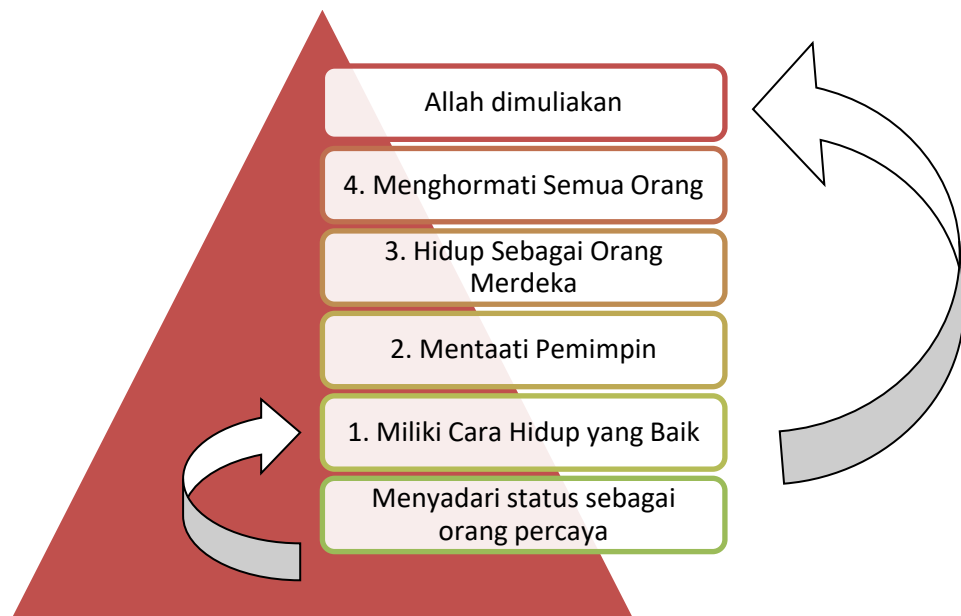 Allah dimuliakan
4. Menghormati Semua Orang
3. Hidup Sebagai Orang
Merdeka
2. Mentaati Pemimpin
1. Miliki Cara Hidup yang Baik
Menyadari status sebagai
orang percaya